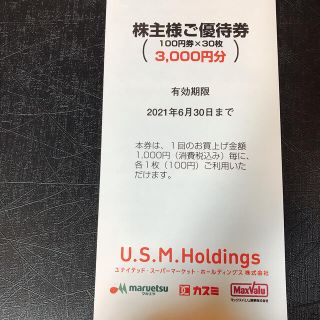 株主様ご優待券
(100円券×30枚
3,000円分)
有効期限
2021年6月30日まで
本券は、1回のお買上げ金額
1,000円（消費税込み）毎に、
各1枚（100円）ご利用いた
だけます。
U.S.M.Holdings
ユナイテッド・スーパーマーケット・ホールディングス 株式会社
maruetsu カスミ MaxValu
マルエツ